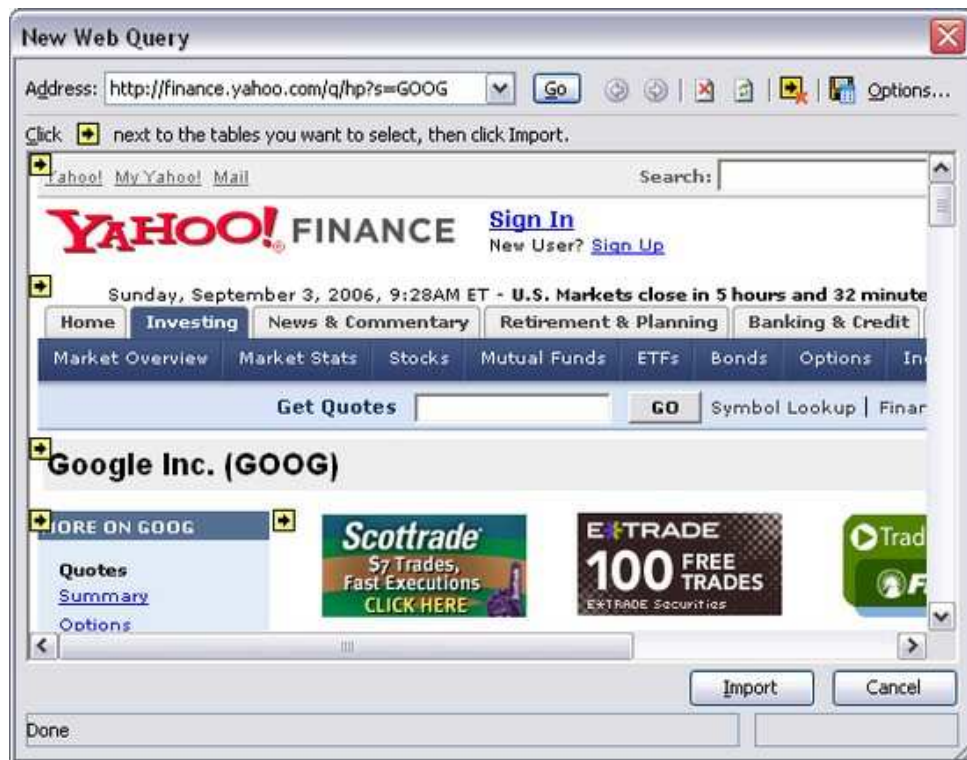 New Web Query
Address: http://finance.yahoo.com/q/hp?s=GOOG Go Options...
Click next to the tables you want to select, then click Import.
Yahoo! My Yahoo! Mail Search:
YAHOO! FINANCE Sign In
New User? Sign Up
Sunday, September 3, 2006, 9:28AM ET - U.S. Markets close in 5 hours and 32 minute
Home Investing News & Commentary Retirement & Planning Banking & Credit
Market Overview Market Stats Stocks Mutual Funds ETFs Bonds Options In
Get Quotes GO Symbol Lookup | Finan
Google Inc. (GOOG)
MORE ON GOOG
Quotes
Summary
Options
Scottrade
$7 Trades,
Fast Executions
CLICK HERE
E*TRADE
100 FREE TRADES
E*TRADE Securities
Trad
Import Cancel
Done